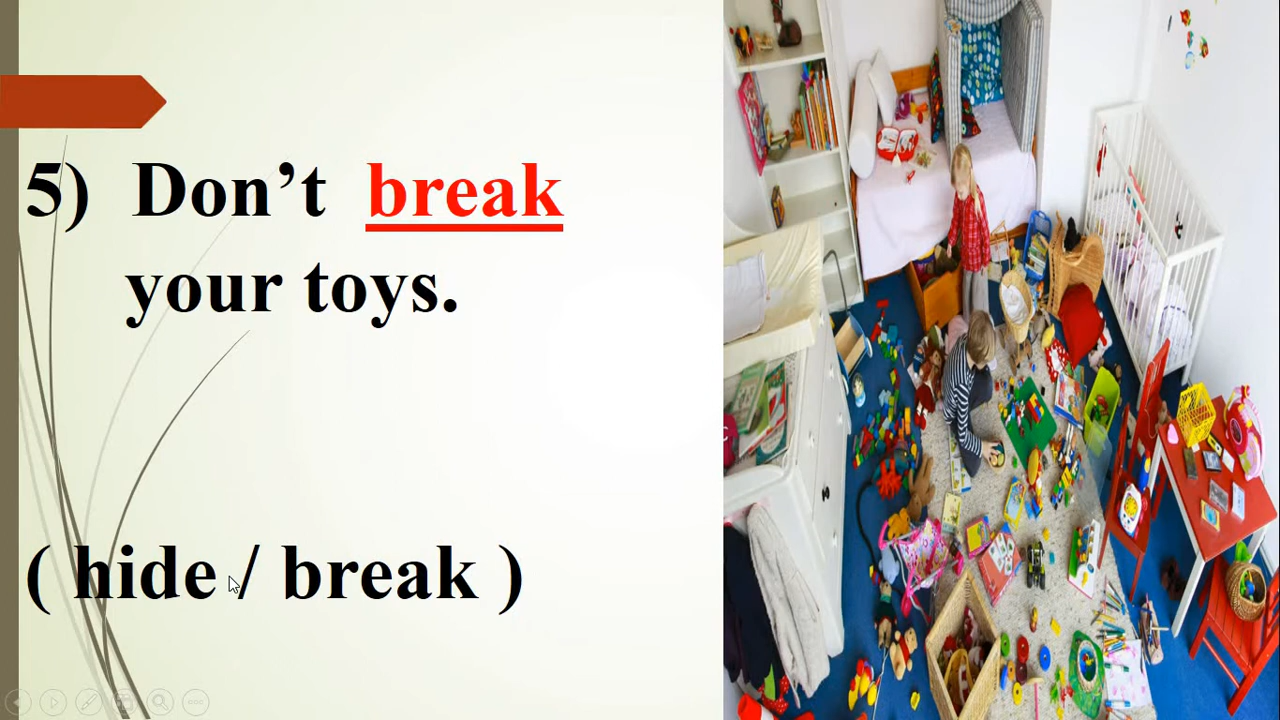 5) Don’t break
your toys.
( hide / break )